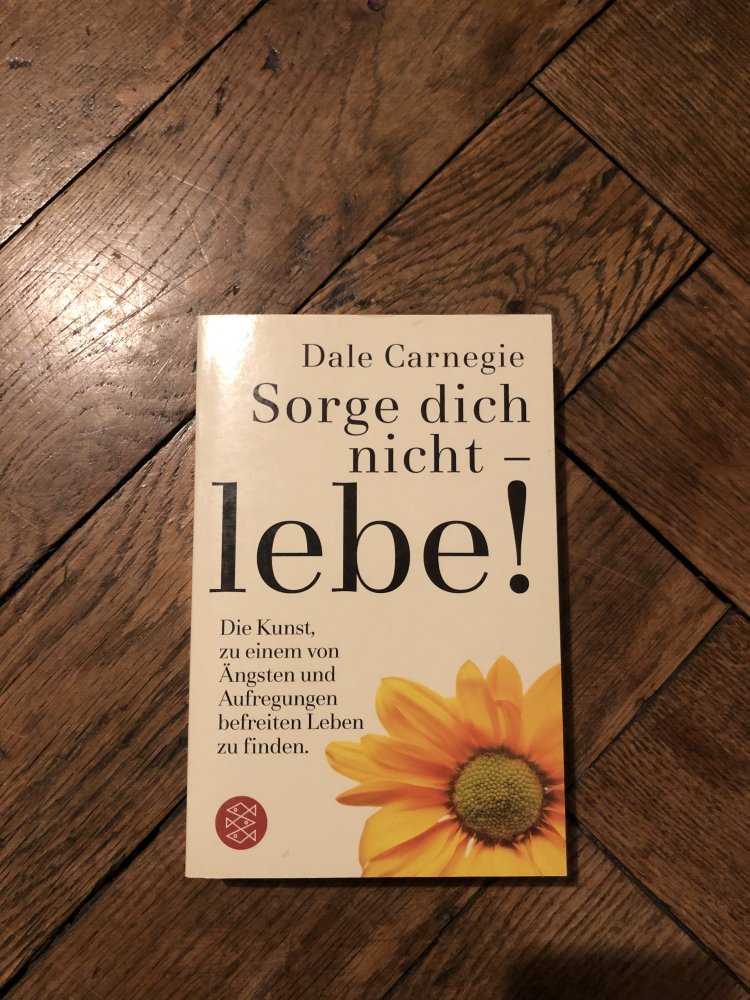 Dale Carnegie
Sorge dich
nicht –
lebe!
Die Kunst,
zu einem von
Ängsten und
Aufregungen
befreiten Leben
zu finden.